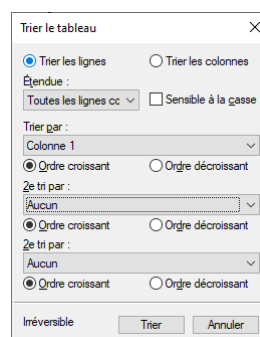 Trier le tableau
Trier les lignes Trier les colonnes
Étendue :
Toutes les lignes cc Sensible à la casse
Trier par :
Colonne 1
Ordre croissant Ordre décroissant
2e tri par :
Aucun
Ordre croissant Ordre décroissant
2e tri par :
Aucun
Ordre croissant Ordre décroissant
Irréversible Trier Annuler